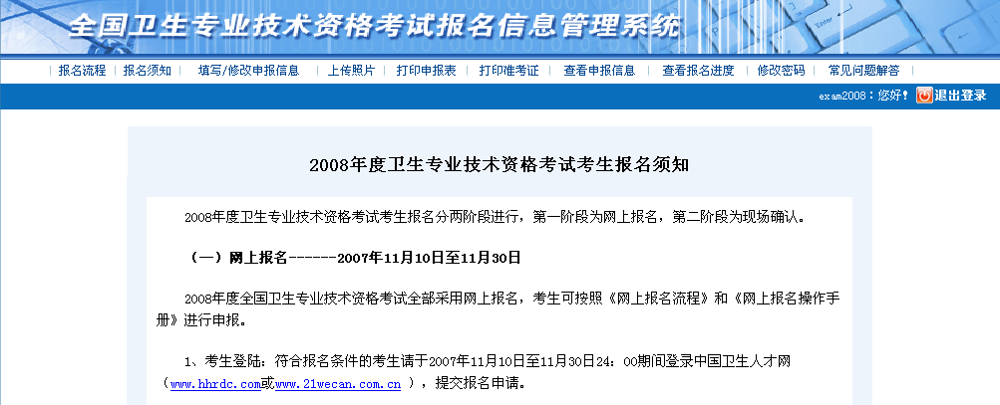 全国卫生专业技术资格考试报名信息管理系统
报名流程 | 报名须知 | 填写/修改申报信息 | 上传照片 | 打印申报表 | 打印准考证 | 查看申报信息 | 查看报名进度 | 修改密码 | 常见问题解答
exam2008：您好! 退出登录
2008年度卫生专业技术资格考试考生报名须知
2008年度卫生专业技术资格考试考生报名分两阶段进行，第一阶段为网上报名，第二阶段为现场确认。
（一）网上报名------2007年11月10日至11月30日
2008年度全国卫生专业技术资格考试全部采用网上报名，考生可按照《网上报名流程》和《网上报名操作手
册》进行申报。
1、考生登陆：符合报名条件的考生请于2007年11月10日至11月30日24：00期间登录中国卫生人才网
（www.hhrdc.com或www.21wecan.com.cn ），提交报名申请。